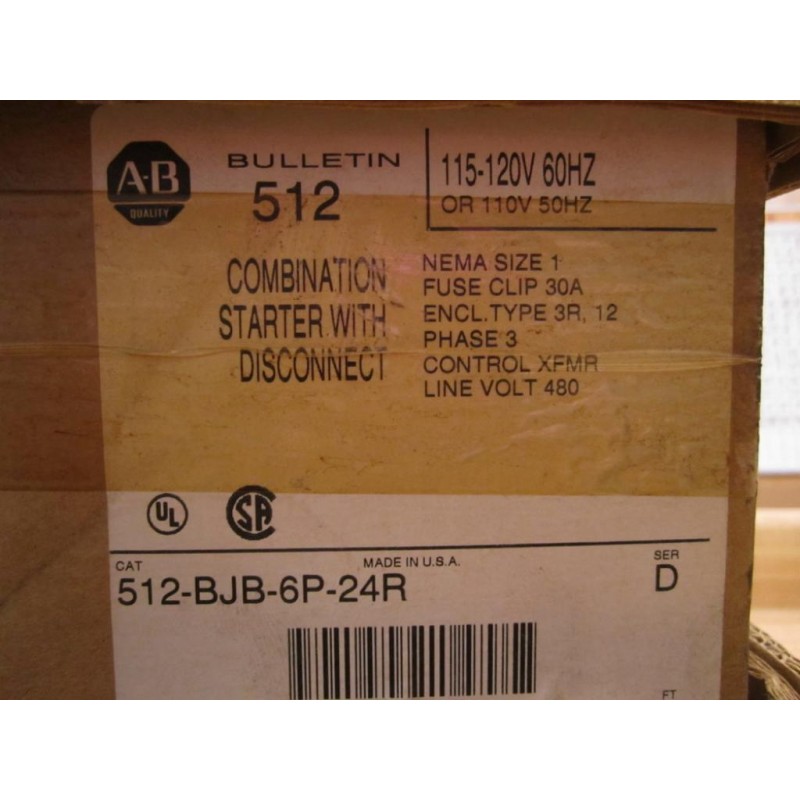 A-B
QUALITY
BULLETIN
512
115-120V 60HZ
OR 110V 50HZ
COMBINATION
STARTER WITH
DISCONNECT
NEMA SIZE 1
FUSE CLIP 30A
ENCL.TYPE 3R, 12
PHASE 3
CONTROL XFMR
LINE VOLT 480
UL
SA
CAT
MADE IN U.S.A.
SER
512-BJB-6P-24R
D
FT